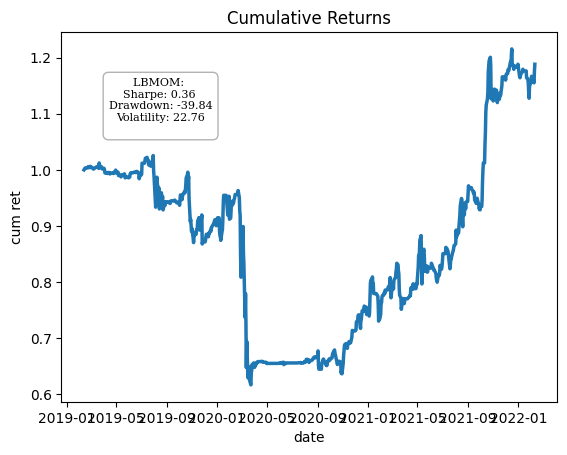 Cumulative Returns
LBMOM:
Sharpe: 0.36
Drawdown: -39.84
Volatility: 22.76
cum ret
1.2
1.1
1.0
0.9
0.8
0.7
0.6
2019-01 2019-05 2019-09 2020-01 2020-05 2020-09 2021-01 2021-05 2021-09 2022-01
date